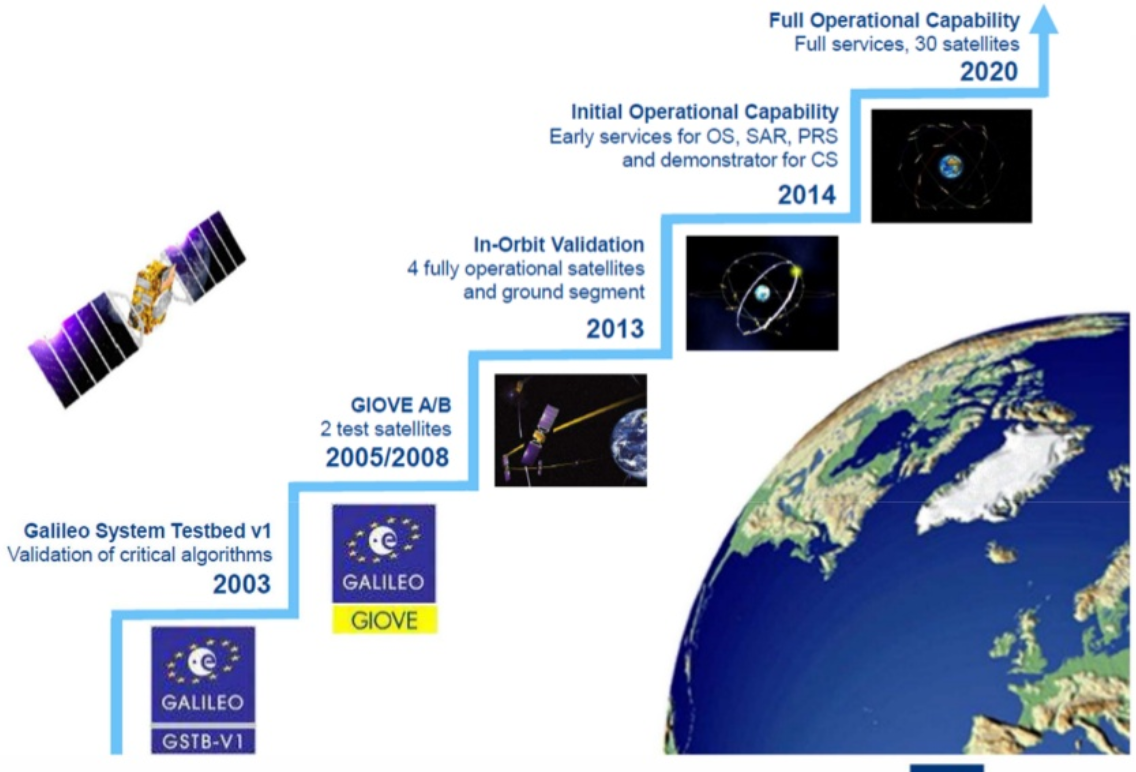 Full Operational Capability
Full services, 30 satellites
2020
Initial Operational Capability
Early services for OS, SAR, PRS
and demonstrator for CS
2014
In-Orbit Validation
4 fully operational satellites
and ground segment
2013
GIOVE A/B
2 test satellites
2005/2008
Galileo System Testbed v1
Validation of critical algorithms
2003
e
GALILEO
GIOVE
e
GALILEO
GSTB-V1